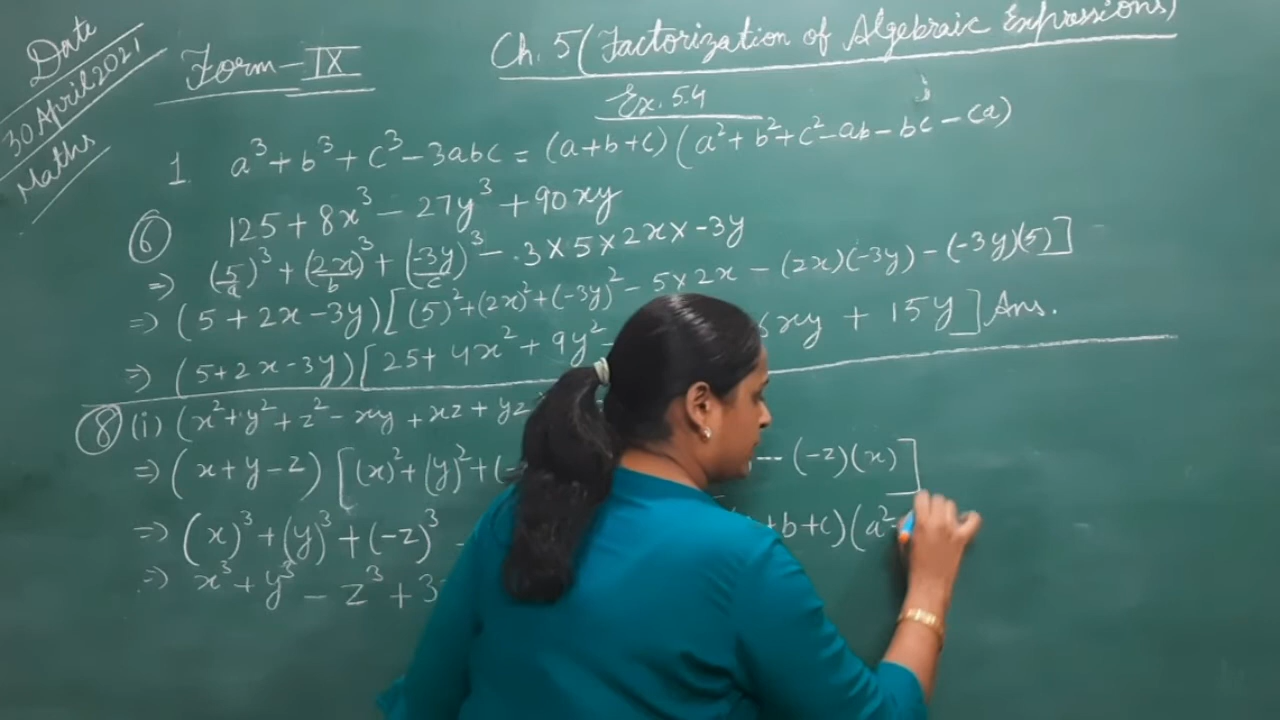 Date
30 April 2021
Maths
Form - IX
Ch. 5 (Factorization of Algebraic Expressions)
Ex. 5.4
1 a³ + b³ + c³ - 3abc = (a+b+c) (a² + b² + c² - ab - bc - ca)
⑥ 125 + 8x³ - 27y³ + 90xy
=> (5)³ + (2x)³ + (-3y)³ - 3×5×2x× -3y
a b c
=> (5 + 2x - 3y) [(5)² + (2x)² + (-3y)² - 5×2x - (2x)(-3y) - (-3y)(5)]
=> (5 + 2x - 3y) [25 + 4x² + 9y² 6xy + 15y] Ans.
⑧ (i) (x² + y² + z² - xy + xz + yz
=> (x + y - z) [(x)² + (y)² + (- - (-z)(x)]
=> (x)³ + (y)³ + (-z)³ - +b+c)(a²
=> x³ + y³ - z³ + 3